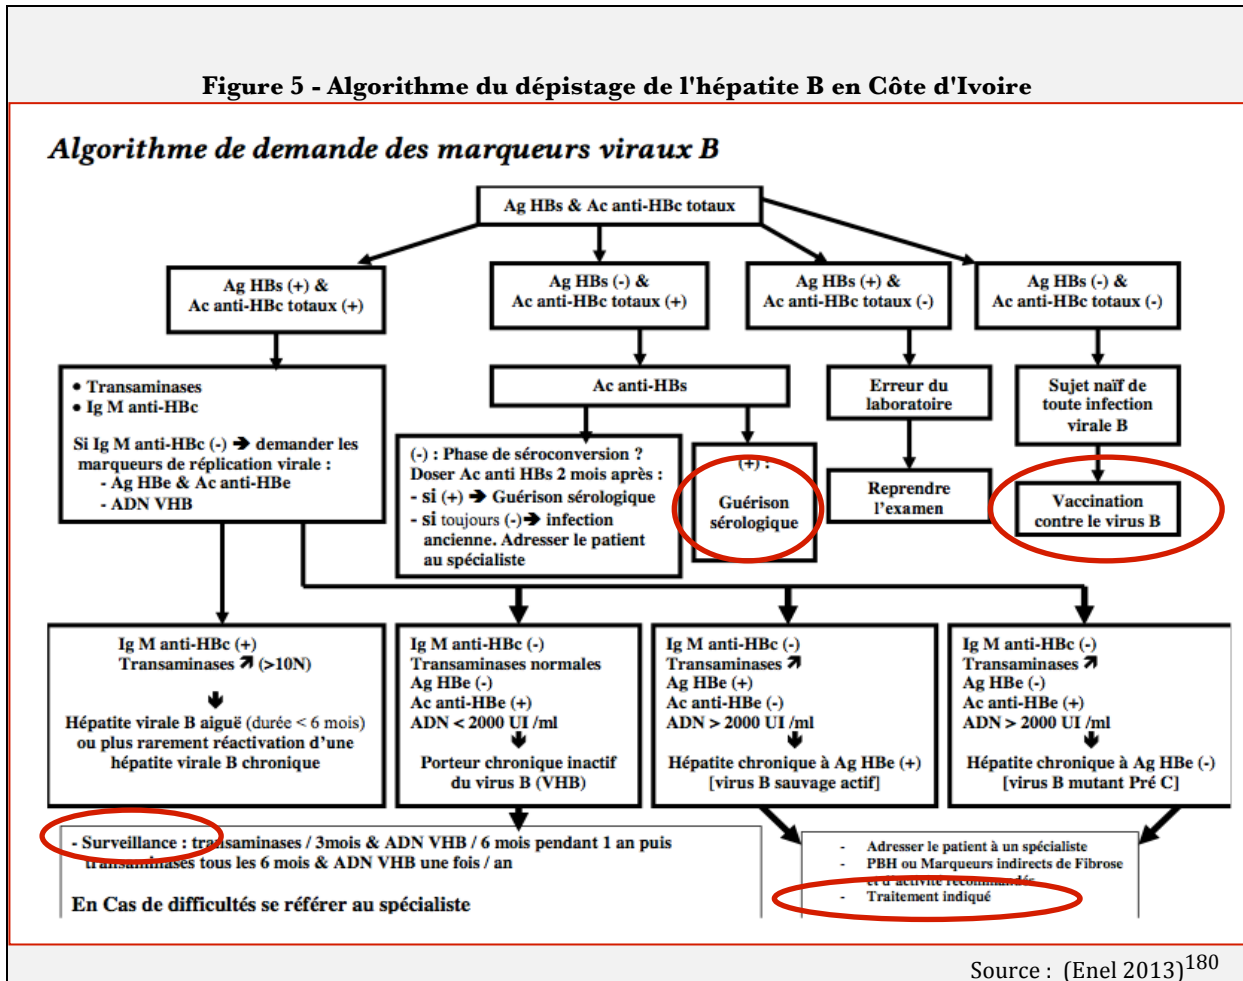 Figure 5 - Algorithme du dépistage de l'hépatite B en Côte d'Ivoire
Algorithme de demande des marqueurs viraux B
Ag HBs & Ac anti-HBc totaux
Ag HBs (+) &
Ac anti-HBc totaux (+)
Ag HBs (-) &
Ac anti-HBc totaux (+)
Ag HBs (+) &
Ac anti-HBc totaux (-)
Ag HBs (-) &
Ac anti-HBc totaux (-)
• Transaminases
• Ig M anti-HBc
Si Ig M anti-HBc (-) ➔ demander les
marqueurs de réplication virale :
- Ag HBe & Ac anti-HBe
- ADN VHB
Ac anti-HBs
Erreur du
laboratoire
Sujet naïf de
toute infection
virale B
(-) : Phase de séroconversion ?
Doser Ac anti HBs 2 mois après :
- si (+) ➔ Guérison sérologique
- si toujours (-)➔ infection
ancienne. Adresser le patient
au spécialiste
(+) :
Guérison
sérologique
Reprendre
l'examen
Vaccination
contre le virus B
Ig M anti-HBc (+)
Transaminases ↗ (>10N)
🡇
Hépatite virale B aiguë (durée < 6 mois)
ou plus rarement réactivation d'une
hépatite virale B chronique
Ig M anti-HBc (-)
Transaminases normales
Ag HBe (-)
Ac anti-HBe (+)
ADN < 2000 UI /ml
🡇
Porteur chronique inactif
du virus B (VHB)
Ig M anti-HBc (-)
Transaminases ↗
Ag HBe (+)
Ac anti-HBe (-)
ADN > 2000 UI /ml
🡇
Hépatite chronique à Ag HBe (+)
[virus B sauvage actif]
Ig M anti-HBc (-)
Transaminases ↗
Ag HBe (-)
Ac anti-HBe (+)
ADN > 2000 UI /ml
🡇
Hépatite chronique à Ag HBe (-)
[virus B mutant Pré C]
- Surveillance : transaminases / 3mois & ADN VHB / 6 mois pendant 1 an puis
transaminases tous les 6 mois & ADN VHB une fois / an
En Cas de difficultés se référer au spécialiste
- Adresser le patient à un spécialiste
- PBH ou Marqueurs indirects de Fibrose
et d'activité recommandés
- Traitement indiqué
Source : (Enel 2013)180